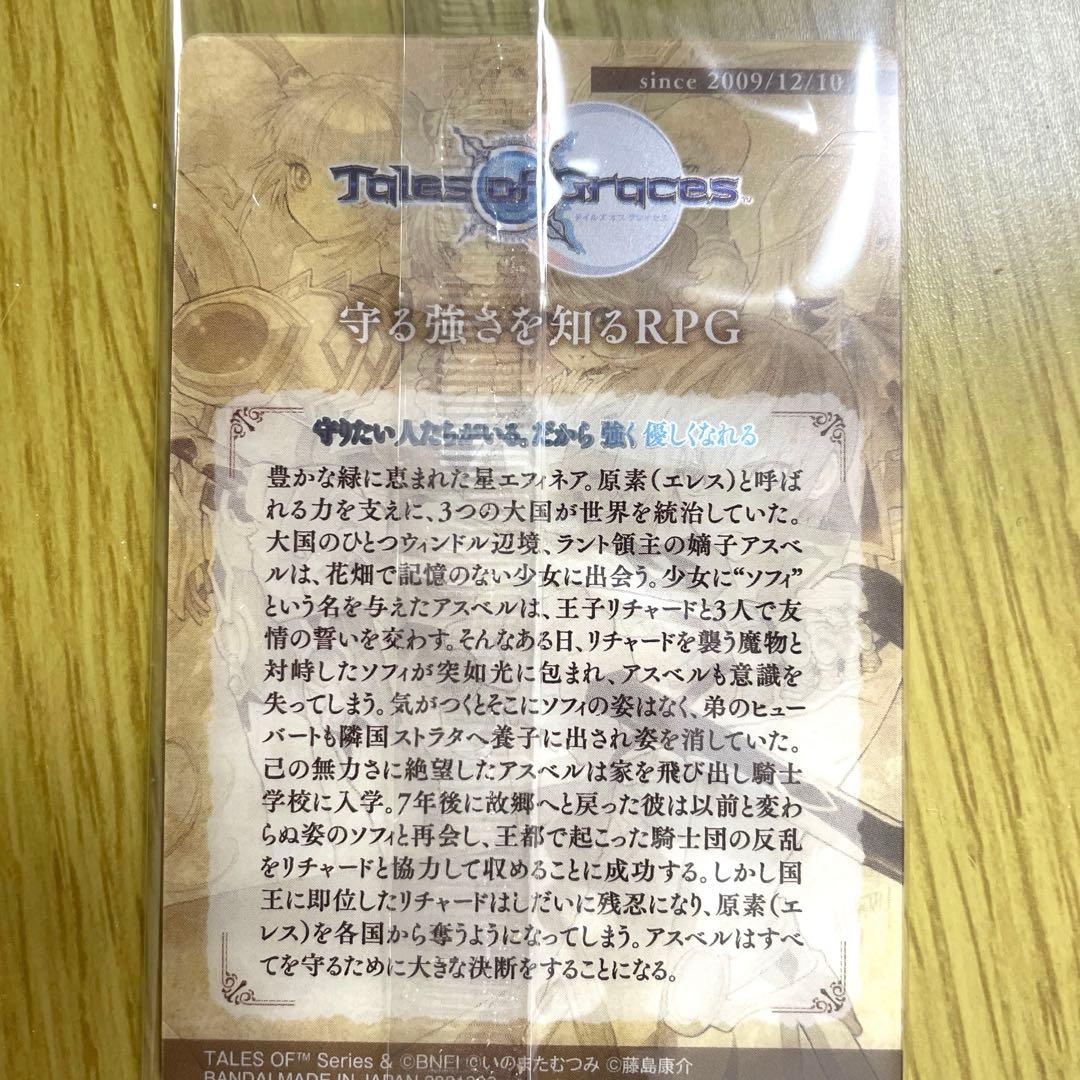 since 2009/12/10
Tales of Graces™
テイルズ オブ グレイセス
守る強さを知るRPG
守りたい人たちがいる。だから 強く 優しくなれる
豊かな緑に恵まれた星エフィネア。原素(エレス)と呼ば
れる力を支えに、3つの大国が世界を統治していた。
大国のひとつウィンドル辺境、ラント領主の嫡子アスベ
ルは、花畑で記憶のない少女に出会う。少女に“ソフィ”
という名を与えたアスベルは、王子リチャードと3人で友
情の誓いを交わす。そんなある日、リチャードを襲う魔物と
対峙したソフィが突如光に包まれ、アスベルも意識を
失ってしまう。気がつくとそこにソフィの姿はなく、弟のヒュー
バートも隣国ストラタへ養子に出され姿を消していた。
己の無力さに絶望したアスベルは家を飛び出し騎士
学校に入学。7年後に故郷へと戻った彼は以前と変わ
らぬ姿のソフィと再会し、王都で起こった騎士団の反乱
をリチャードと協力して収めることに成功する。しかし国
王に即位したリチャードはしだいに残忍になり、原素(エ
レス)を各国から奪うようになってしまう。アスベルはすべ
てを守るために大きな決断をすることになる。
TALES OF™ Series & ©BNEI ©いのまたむつみ ©藤島康介
BANDAI MADE IN JAPAN